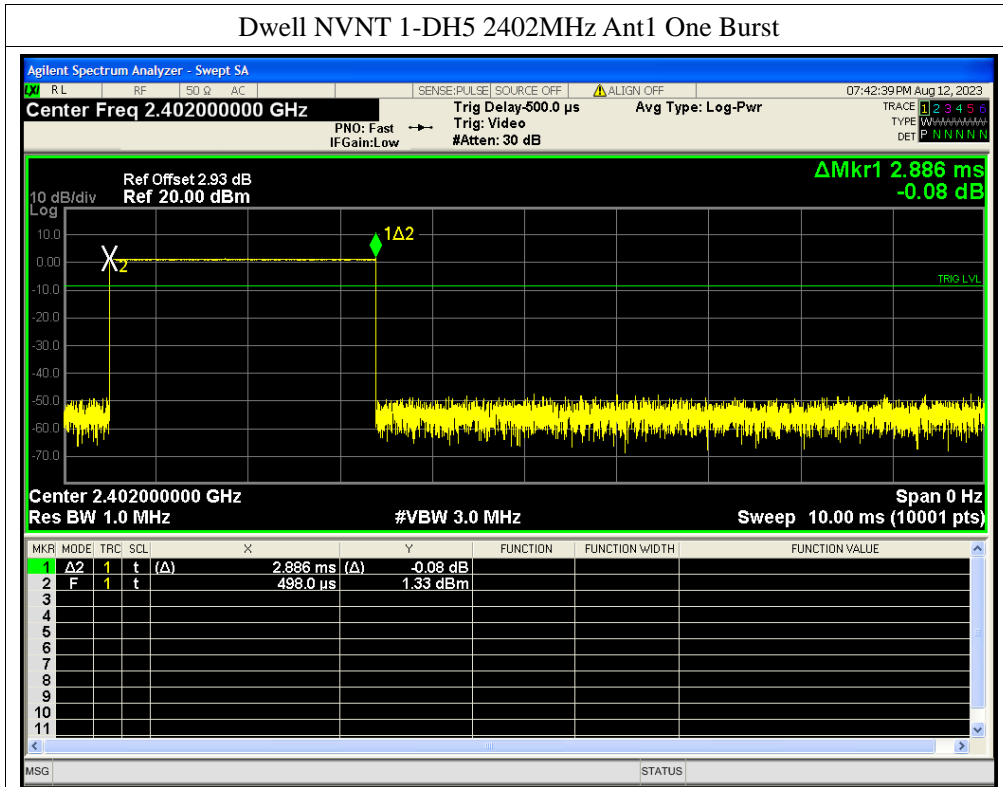 Dwell NVNT 1-DH5 2402MHz Ant1 One Burst
Agilent Spectrum Analyzer - Swept SA
LXI RL RF 50 Ω AC SENSE:PULSE SOURCE OFF ALIGN OFF 07:42:39 PM Aug 12, 2023
Center Freq 2.402000000 GHz Trig Delay-500.0 µs Avg Type: Log-Pwr TRACE 1 2 3 4 5 6
PNO: Fast Trig: Video TYPE WWWWWW
IFGain:Low #Atten: 30 dB DET P N N N N N
ΔMkr1 2.886 ms
Ref Offset 2.93 dB
10 dB/div Ref 20.00 dBm -0.08 dB
Log
10.0
1Δ2
0.00
2
TRIG LVL
-10.0
-20.0
-30.0
-40.0
-50.0
-60.0
-70.0
Center 2.402000000 GHz Span 0 Hz
Res BW 1.0 MHz #VBW 3.0 MHz Sweep 10.00 ms (10001 pts)
MKR MODE TRC SCL X Y FUNCTION FUNCTION WIDTH FUNCTION VALUE
1 Δ2 1 t (Δ) 2.886 ms (Δ) -0.08 dB
2 F 1 t 498.0 µs 1.33 dBm
3
4
5
6
7
8
9
10
11
MSG STATUS